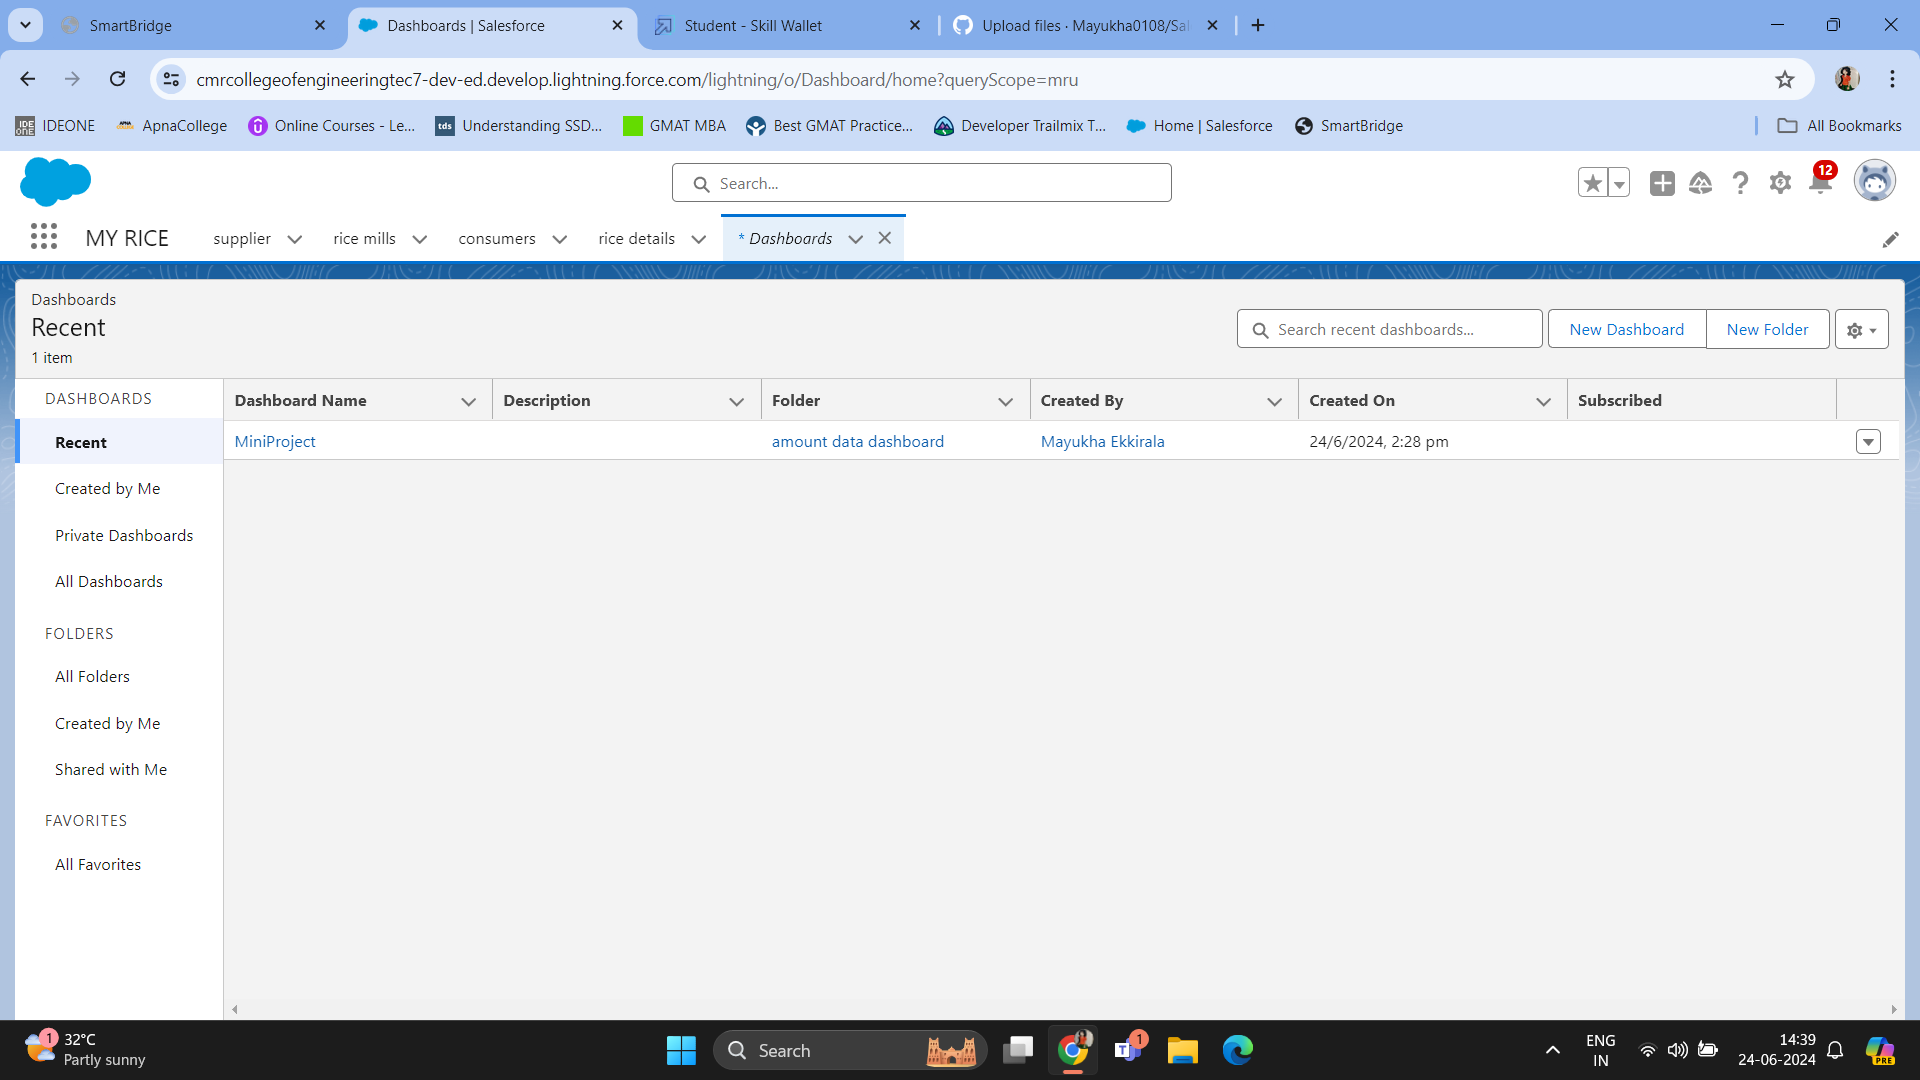 SmartBridge
Dashboards | Salesforce
Student - Skill Wallet
Upload files · Mayukha0108/Sal
cmrcollegeofengineeringtec7-dev-ed.develop.lightning.force.com/lightning/o/Dashboard/home?queryScope=mru
IDEONE
ApnaCollege
Online Courses - Le...
tds
Understanding SSD...
GMAT MBA
Best GMAT Practice...
Developer Trailmix T...
Home | Salesforce
SmartBridge
All Bookmarks
Search...
12
MY RICE
supplier
rice mills
consumers
rice details
* Dashboards
Dashboards
Recent
1 item
Search recent dashboards...
New Dashboard
New Folder
DASHBOARDS
Dashboard Name
Description
Folder
Created By
Created On
Subscribed
Recent
MiniProject
amount data dashboard
Mayukha Ekkirala
24/6/2024, 2:28 pm
Created by Me
Private Dashboards
All Dashboards
FOLDERS
All Folders
Created by Me
Shared with Me
FAVORITES
All Favorites
1
32°C
Partly sunny
Search
1
ENG
IN
14:39
24-06-2024
PRE